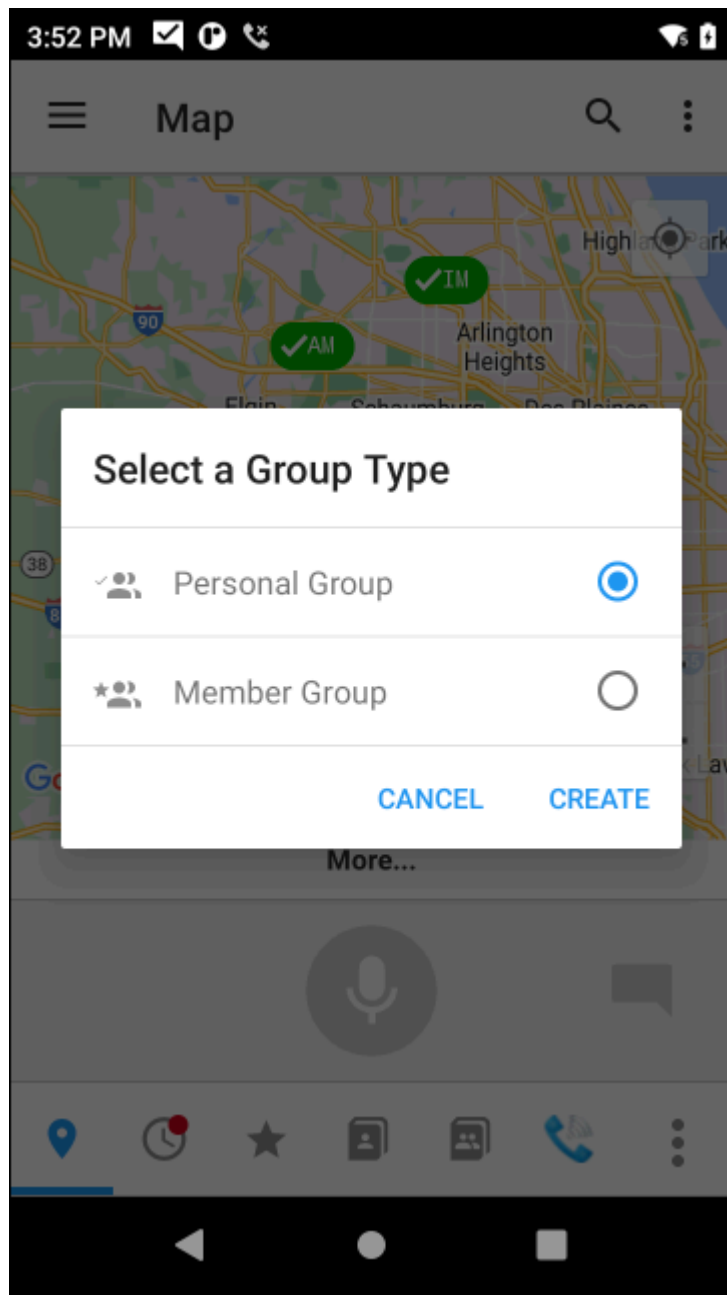 3:52 PM
5
Map
Highland Park
IM
90
AM
Arlington
Heights
Elgin
Schaumburg
Des Plaines
Select a Group Type
38
Personal Group
Member Group
CANCEL
CREATE
More...